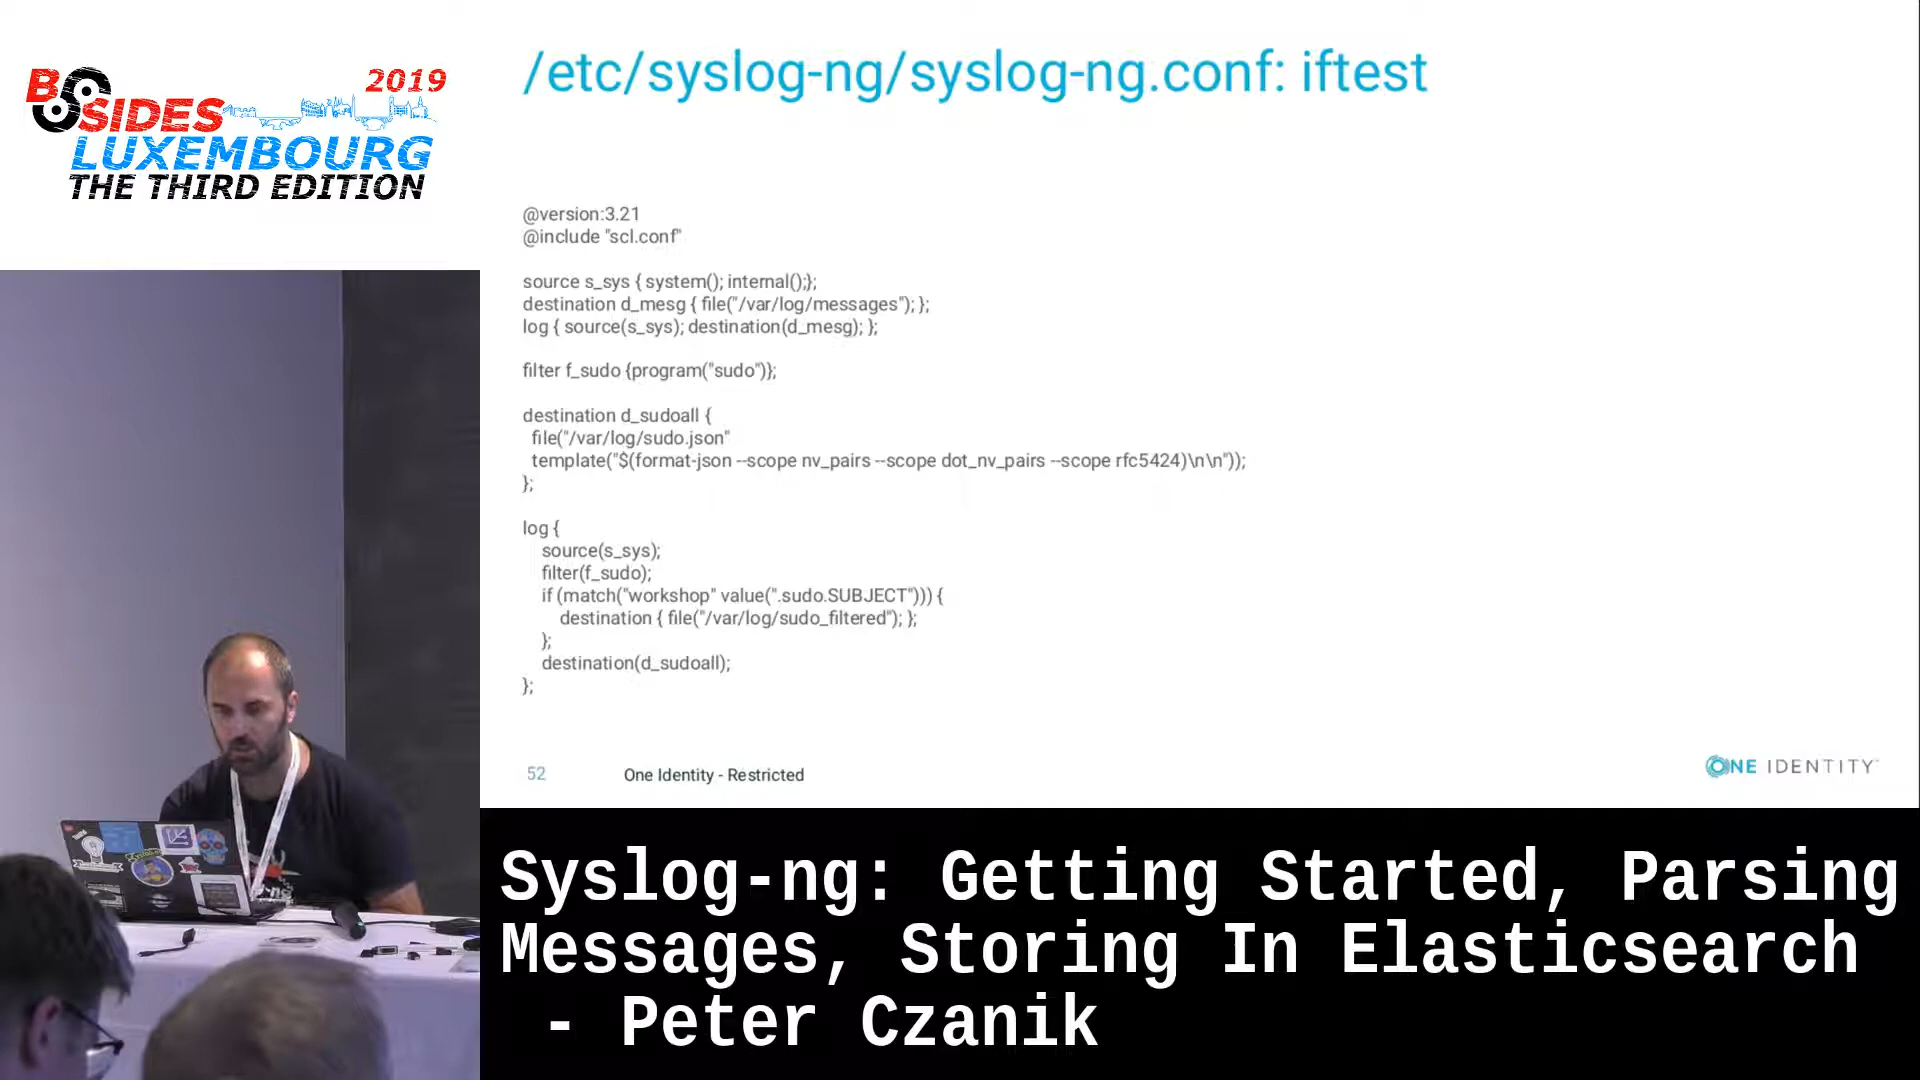 BSIDES 2019
LUXEMBOURG
THE THIRD EDITION
/etc/syslog-ng/syslog-ng.conf: iftest
@version:3.21
@include "scl.conf"
source s_sys { system(); internal();};
destination d_mesg { file("/var/log/messages"); };
log { source(s_sys); destination(d_mesg); };
filter f_sudo {program("sudo")};
destination d_sudoall {
file("/var/log/sudo.json"
template("$(format-json --scope nv_pairs --scope dot_nv_pairs --scope rfc5424)\n\n"));
};
log {
source(s_sys);
filter(f_sudo);
if (match("workshop" value(".sudo.SUBJECT"))) {
destination { file("/var/log/sudo_filtered"); };
};
destination(d_sudoall);
};
52 One Identity - Restricted
ONE IDENTITY
Syslog-ng: Getting Started, Parsing
Messages, Storing In Elasticsearch
- Peter Czanik